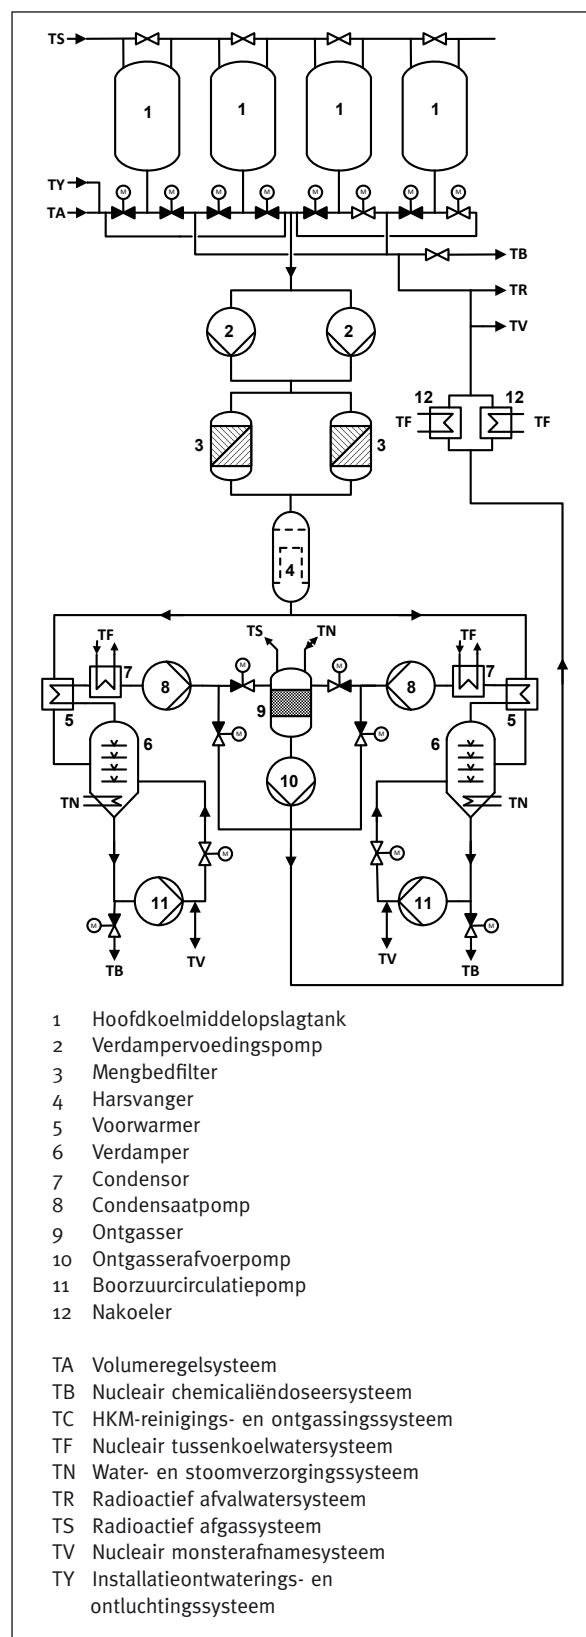 TS
1 1 1 1
TY
M M M M M M M M
TA
TB
TR
2 2
TV
12 12
TF TF
3 3
4
TS TN
TF TF
7 M M 7
8 8
5 9 5
6 M M 6
10
TN TN
M M
11 11
M M
TB TV TV TB
1 Hoofdkoelmiddelopslagtank
2 Verdampervoedingspomp
3 Mengbedfilter
4 Harsvanger
5 Voorwarmer
6 Verdamper
7 Condensor
8 Condensaatpomp
9 Ontgasser
10 Ontgasserafvoerpomp
11 Boorzuurcirculatiepomp
12 Nakoeler
TA Volumeregelsysteem
TB Nucleair chemicaliëndoseersysteem
TC HKM-reinigings- en ontgassingssysteem
TF Nucleair tussenkoelwatersysteem
TN Water- en stoomverzorgingssysteem
TR Radioactief afvalwatersysteem
TS Radioactief afgassysteem
TV Nucleair monsterafnamesysteem
TY Installatieontwaterings- en
ontluchtingssysteem